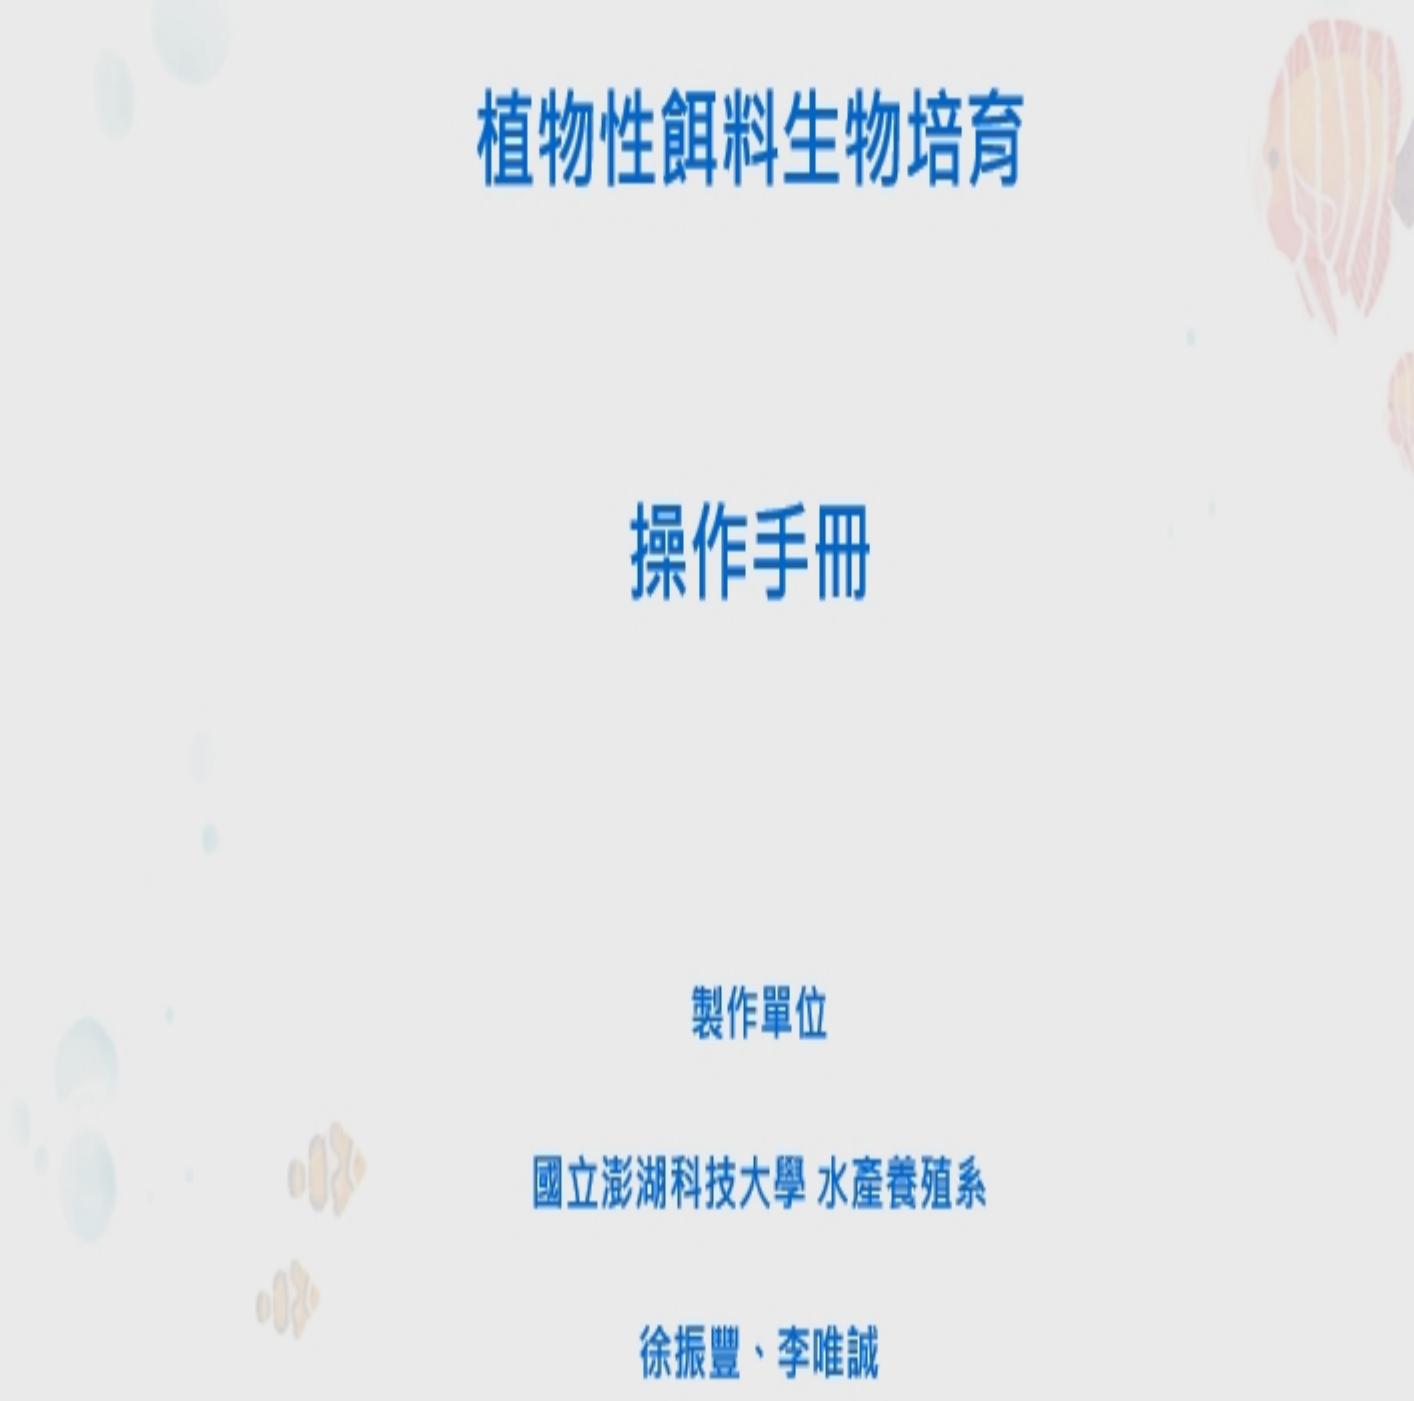 植物性餌料生物培育
操作手冊
製作單位
國立澎湖科技大學 水產養殖系
徐振豐、李唯誠